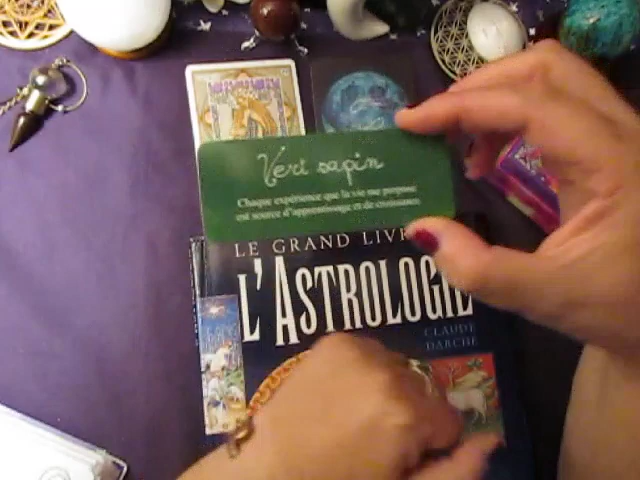 Vert sapin
Chaque expérience que la vie me propose
est source d'apprentissage et de croissance.
LE GRAND LIVR
L'ASTROLOGIE
CLAUDE
DARCHE